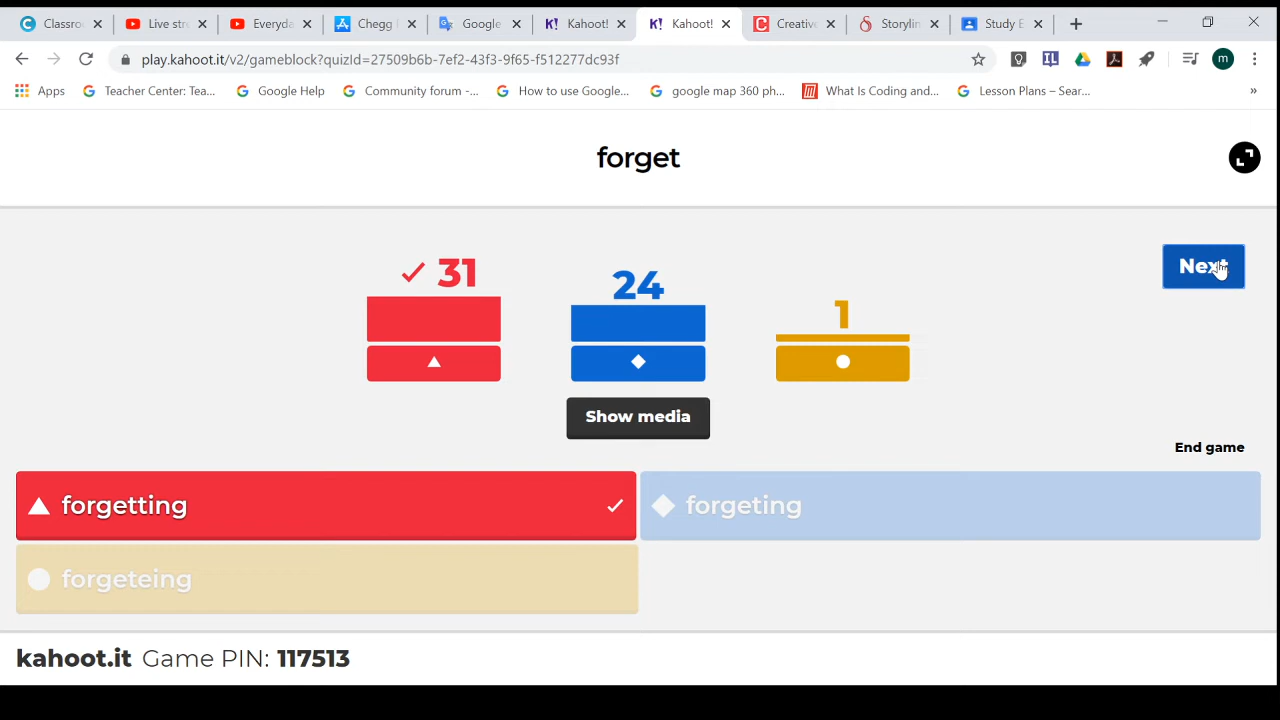 Classro
Live str
Everyda
Chegg
Google
Kahoot!
Kahoot!
Creative
Storylin
Study E
play.kahoot.it/v2/gameblock?quizId=27509b6b-7ef2-43f3-9f65-f512277dc93f
Apps
Teacher Center: Tea...
Google Help
Community forum -...
How to use Google...
google map 360 ph...
What Is Coding and...
Lesson Plans – Sear...
forget
31
24
1
Next
Show media
End game
forgetting
forgeting
forgeteing
kahoot.it Game PIN: 117513